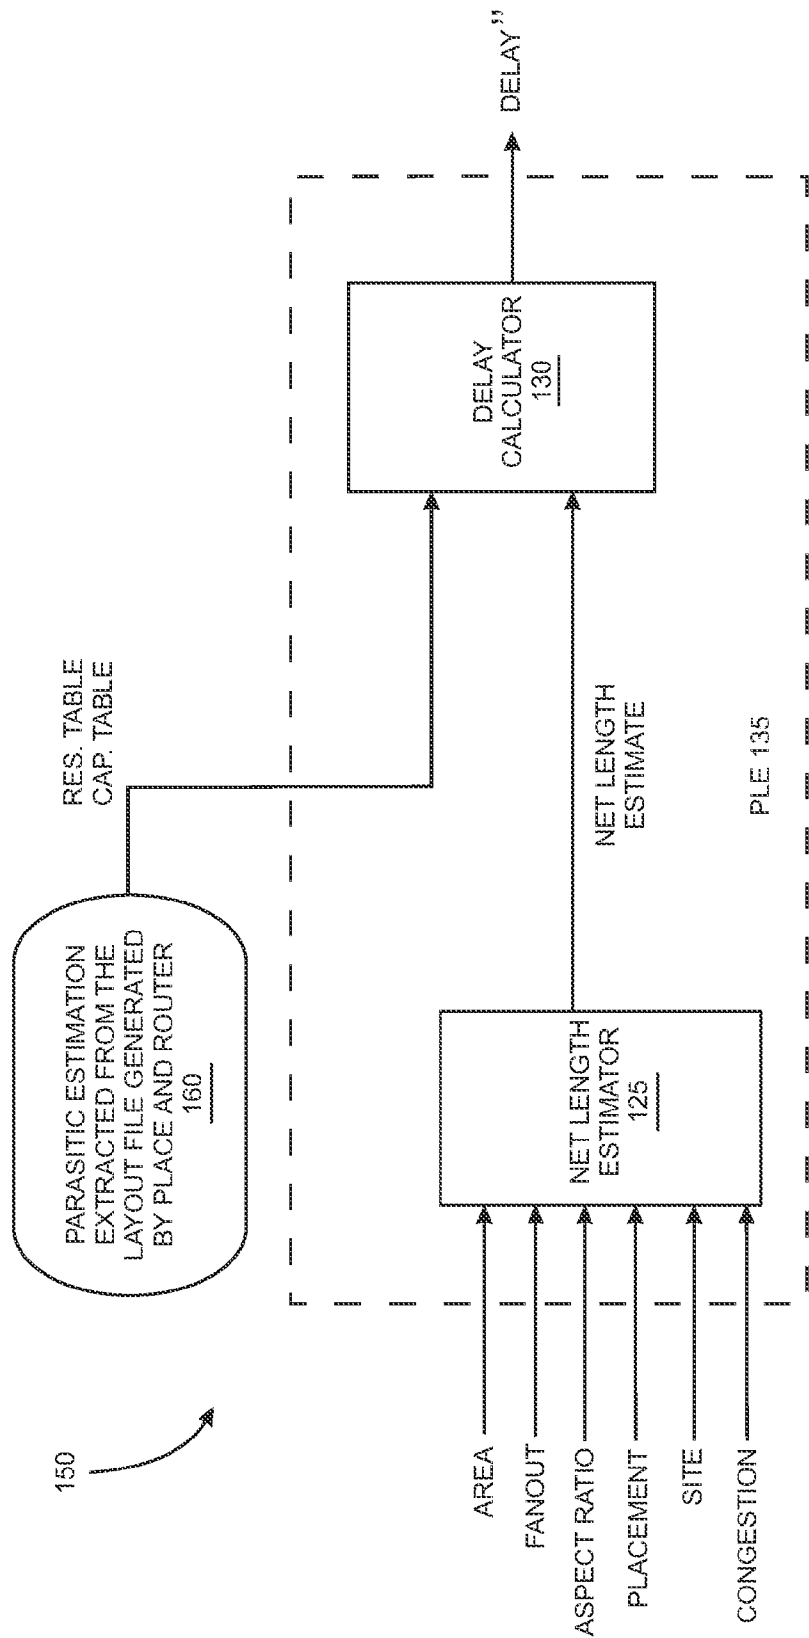 150
PARASITIC ESTIMATION
EXTRACTED FROM THE
LAYOUT FILE GENERATED
BY PLACE AND ROUTER
160
RES. TABLE
CAP. TABLE
AREA
FANOUT
ASPECT RATIO
PLACEMENT
SITE
CONGESTION
NET LENGTH
ESTIMATOR
125
NET LENGTH
ESTIMATE
DELAY
CALCULATOR
130
DELAY”
PLE 135